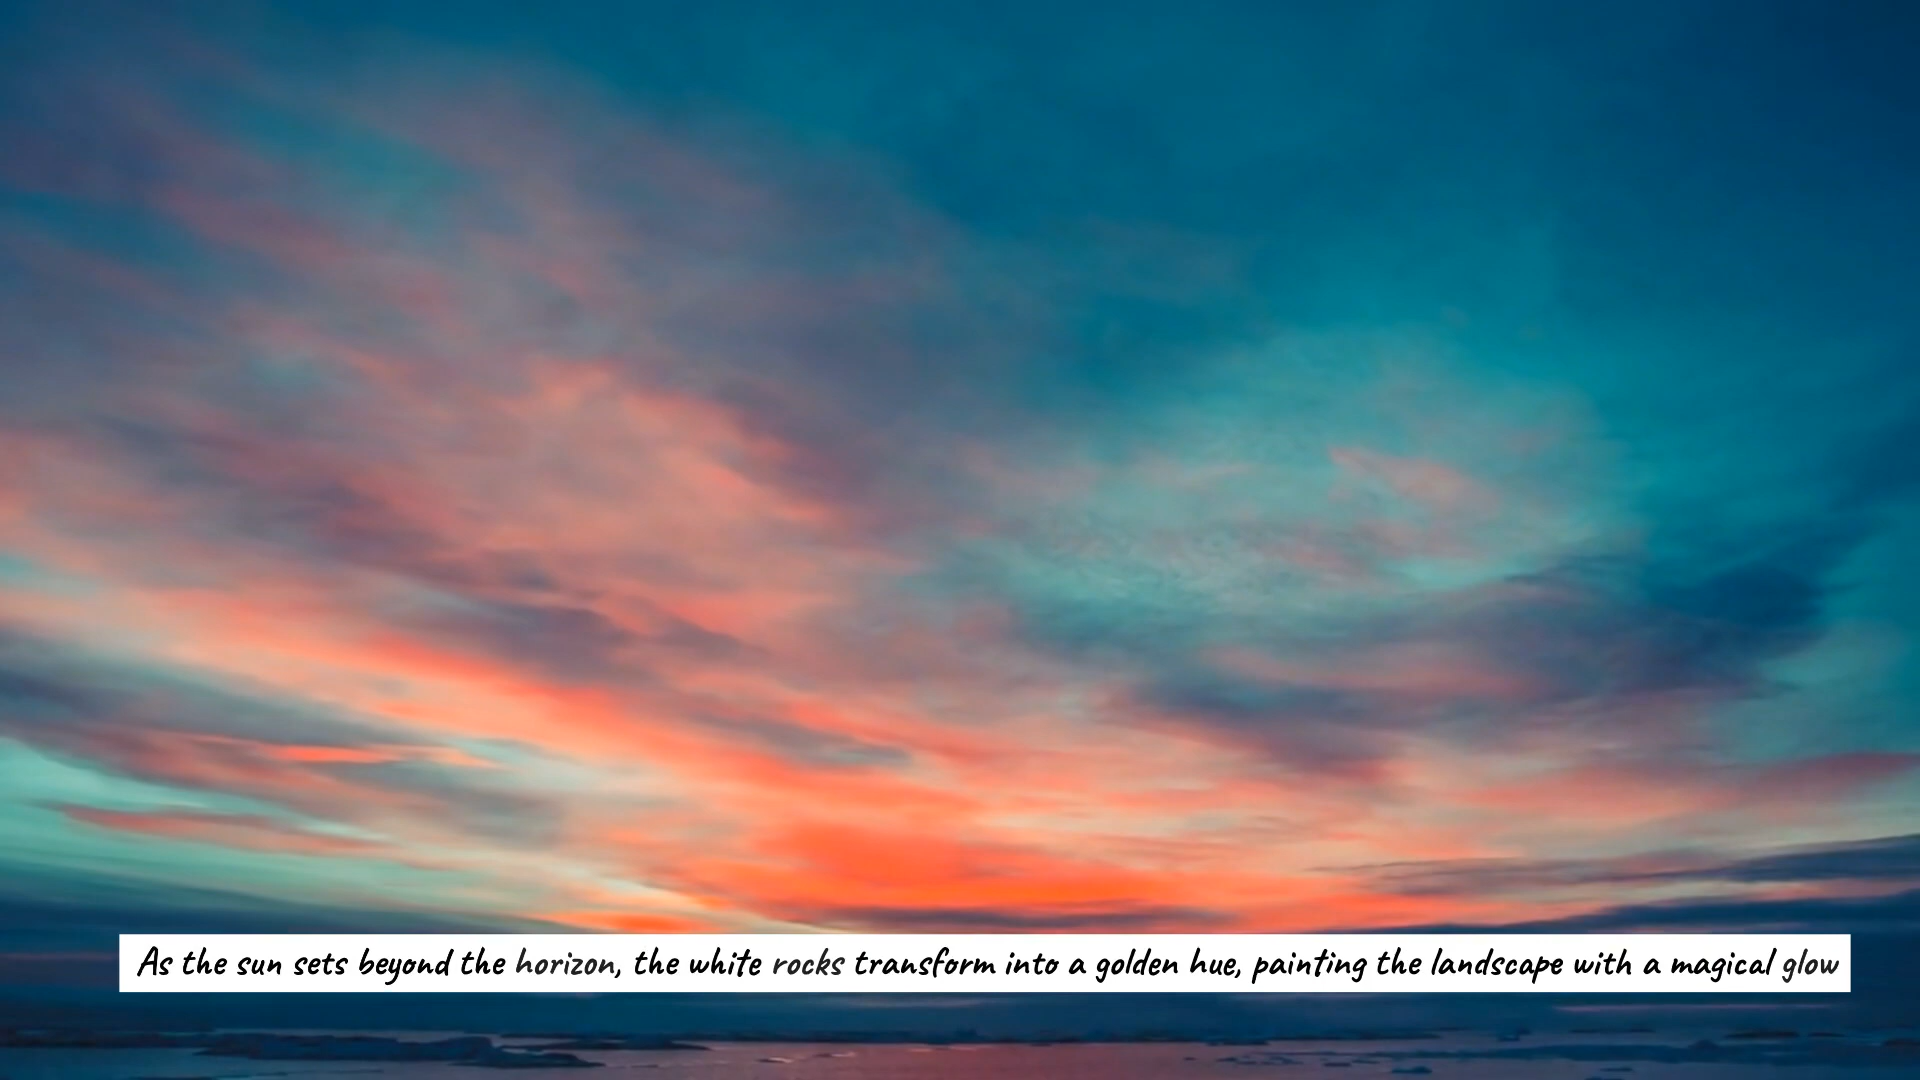 As the sun sets beyond the horizon, the white rocks transform into a golden hue, painting the landscape with a magical glow